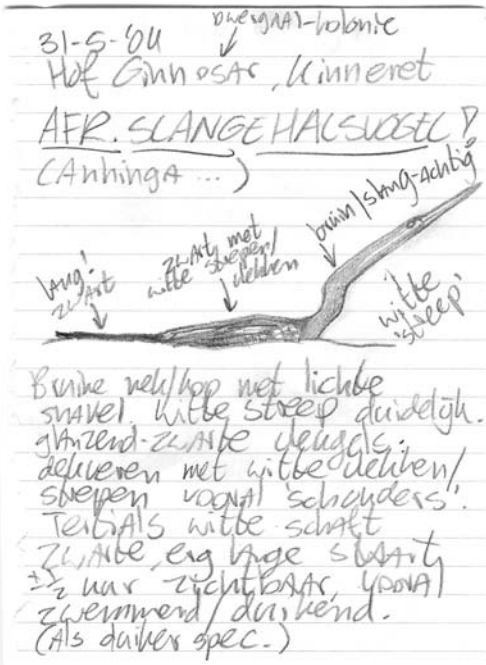 31-5-'04
DwergAAl-kolonie
Hof Ginnosar, Kinneret
AFR. SLANGEHALSVOGEL!
(AnhingA ...)
bruin/slang-Achtig
zwart met
witte strepen/
vlekken
lang!
zwart
witte
'streep'
Bruine nek/kop met lichte
snavel. Witte streep duidelijk.
glanzend-zwarte vleugels.
dekveren met witte vlekken/
strepen vooral 'schouders'.
Tertials witte schaft
zwarte, erg lange staart,
± ½ uur zichtbaar, vooral
zwemmend/duikend.
(Als duiker spec.)